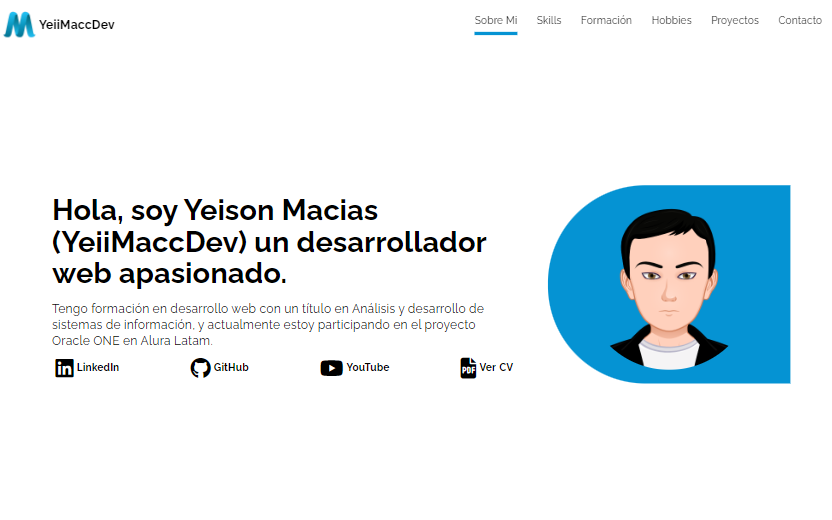 YeiiMaccDev
Sobre Mi Skills Formación Hobbies Proyectos Contacto
Hola, soy Yeison Macias
(YeiiMaccDev) un desarrollador
web apasionado.
Tengo formación en desarrollo web con un título en Análisis y desarrollo de
sistemas de información, y actualmente estoy participando en el proyecto
Oracle ONE en Alura Latam.
LinkedIn GitHub YouTube PDF Ver CV